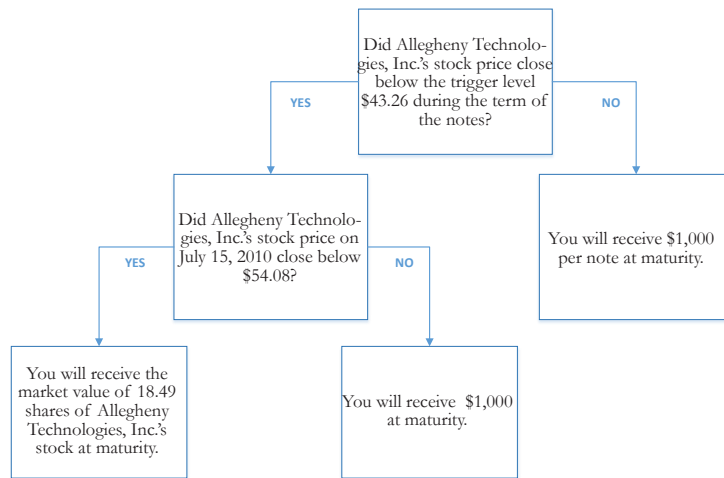 Did Allegheny Technolo-
gies, Inc.'s stock price close
below the trigger level
$43.26 during the term of
the notes?
YES
NO
Did Allegheny Technolo-
gies, Inc.'s stock price on
July 15, 2010 close below
$54.08?
You will receive $1,000
per note at maturity.
YES
NO
You will receive the
market value of 18.49
shares of Allegheny
Technologies, Inc.'s
stock at maturity.
You will receive $1,000
at maturity.